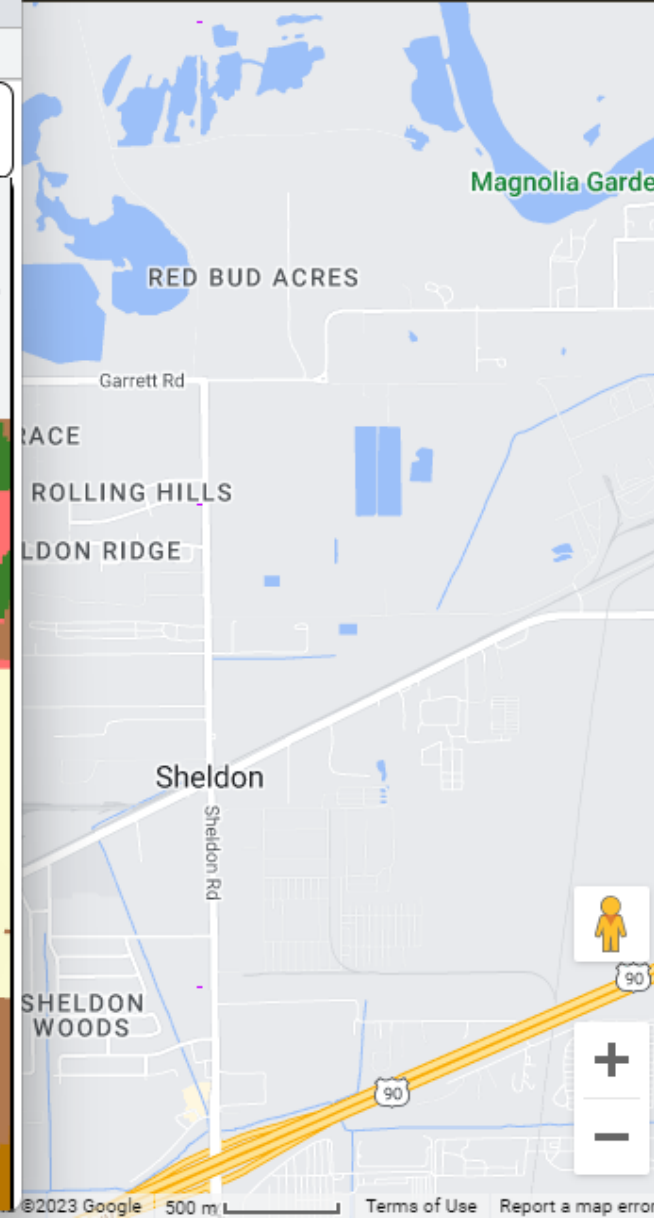 Magnolia Garde
RED BUD ACRES
Garrett Rd
RACE
ROLLING HILLS
LDON RIDGE
Sheldon
Sheldon Rd
90
SHELDON
WOODS
90
©2023 Google
500 m
Terms of Use
Report a map error